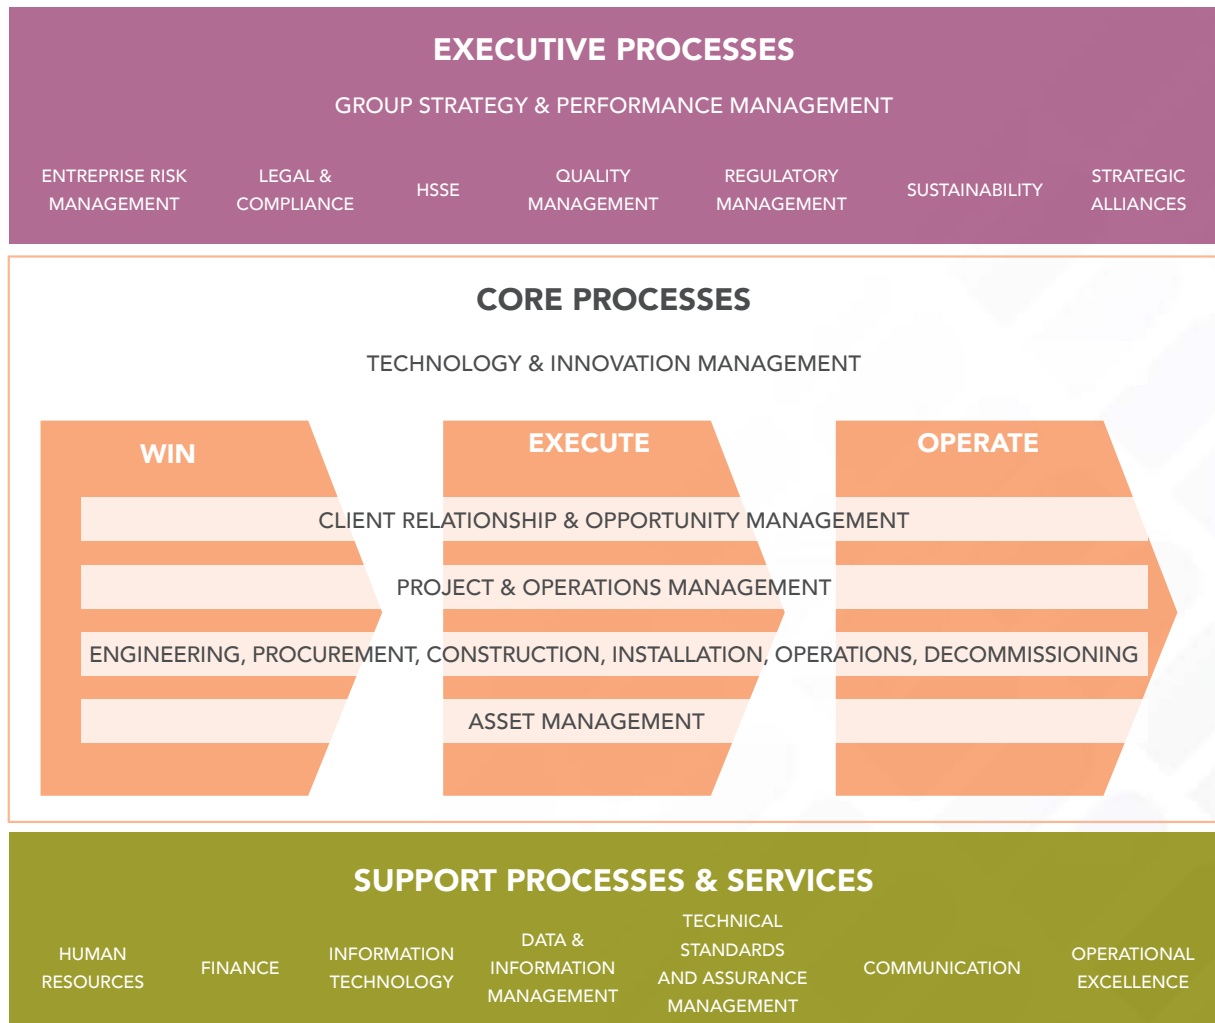 EXECUTIVE PROCESSES
GROUP STRATEGY & PERFORMANCE MANAGEMENT
ENTREPRISE RISK
MANAGEMENT
LEGAL &
COMPLIANCE
HSSE
QUALITY
MANAGEMENT
REGULATORY
MANAGEMENT
SUSTAINABILITY
STRATEGIC
ALLIANCES
CORE PROCESSES
TECHNOLOGY & INNOVATION MANAGEMENT
WIN
EXECUTE
OPERATE
CLIENT RELATIONSHIP & OPPORTUNITY MANAGEMENT
PROJECT & OPERATIONS MANAGEMENT
ENGINEERING, PROCUREMENT, CONSTRUCTION, INSTALLATION, OPERATIONS, DECOMMISSIONING
ASSET MANAGEMENT
SUPPORT PROCESSES & SERVICES
HUMAN
RESOURCES
FINANCE
INFORMATION
TECHNOLOGY
DATA &
INFORMATION
MANAGEMENT
TECHNICAL
STANDARDS
AND ASSURANCE
MANAGEMENT
COMMUNICATION
OPERATIONAL
EXCELLENCE